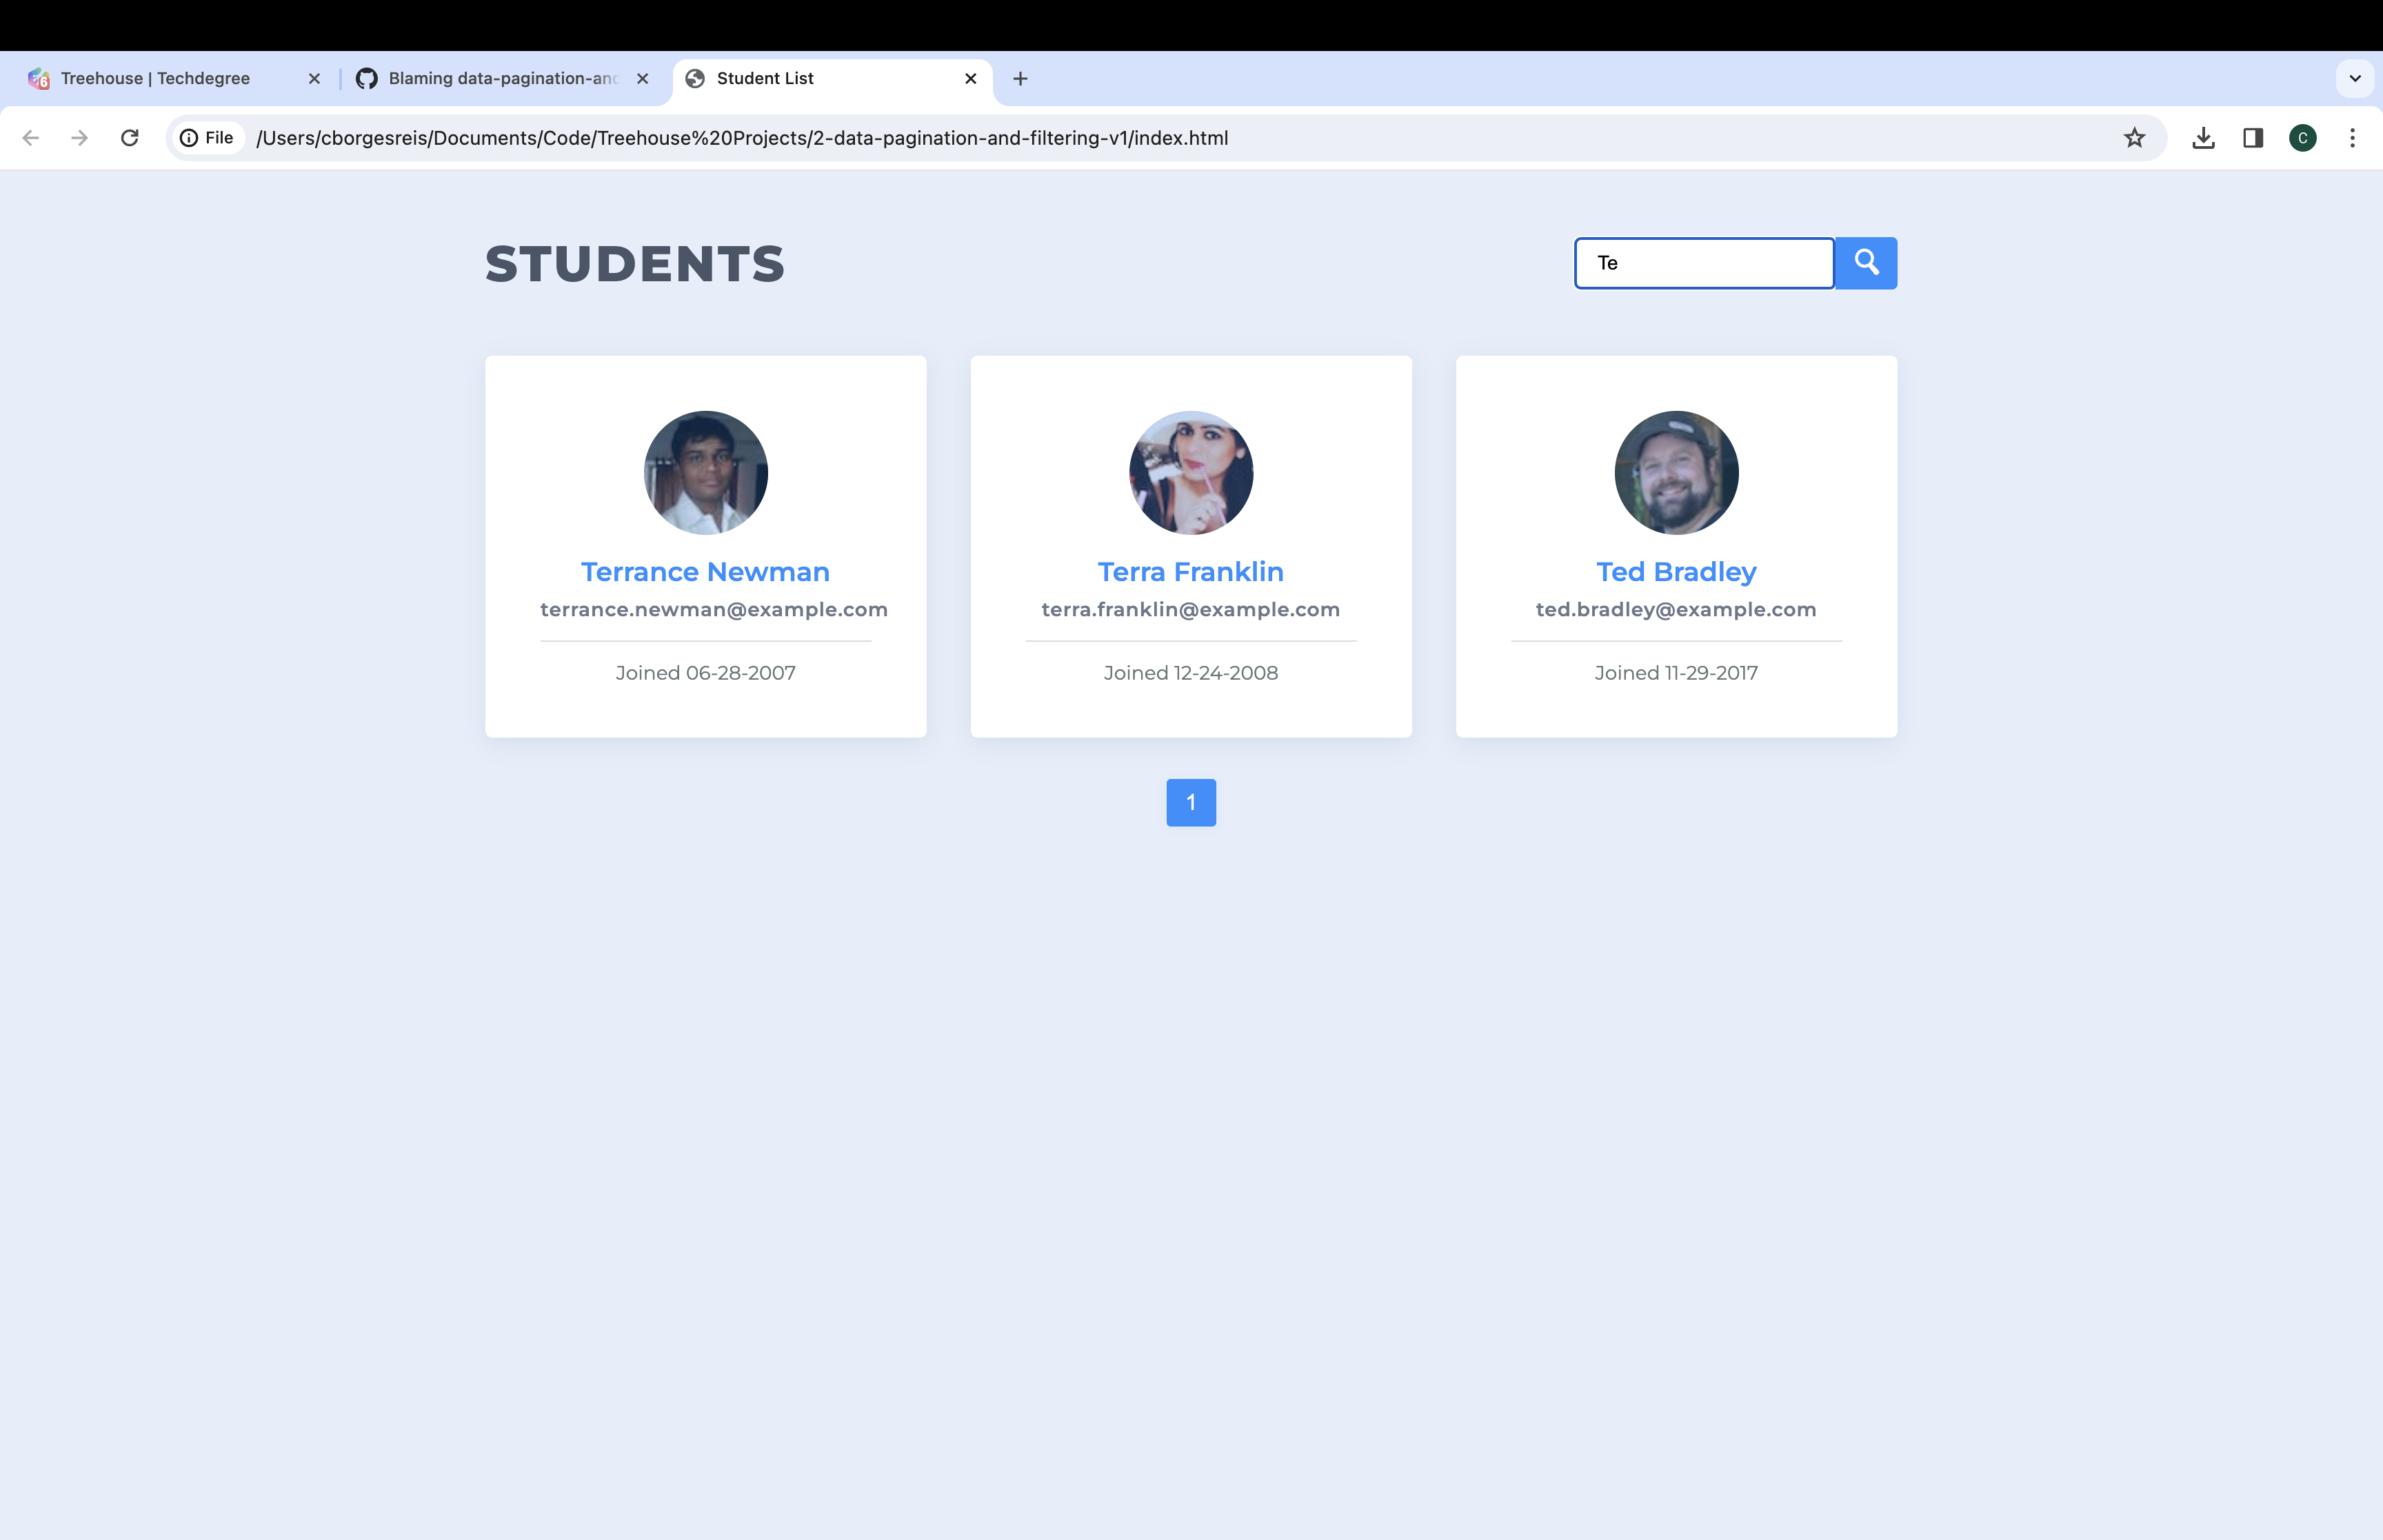 Treehouse | Techdegree
Blaming data-pagination-and
Student List
File
/Users/cborgesreis/Documents/Code/Treehouse%20Projects/2-data-pagination-and-filtering-v1/index.html
C
STUDENTS
Te
Terrance Newman
terrance.newman@example.com
Joined 06-28-2007
Terra Franklin
terra.franklin@example.com
Joined 12-24-2008
Ted Bradley
ted.bradley@example.com
Joined 11-29-2017
1